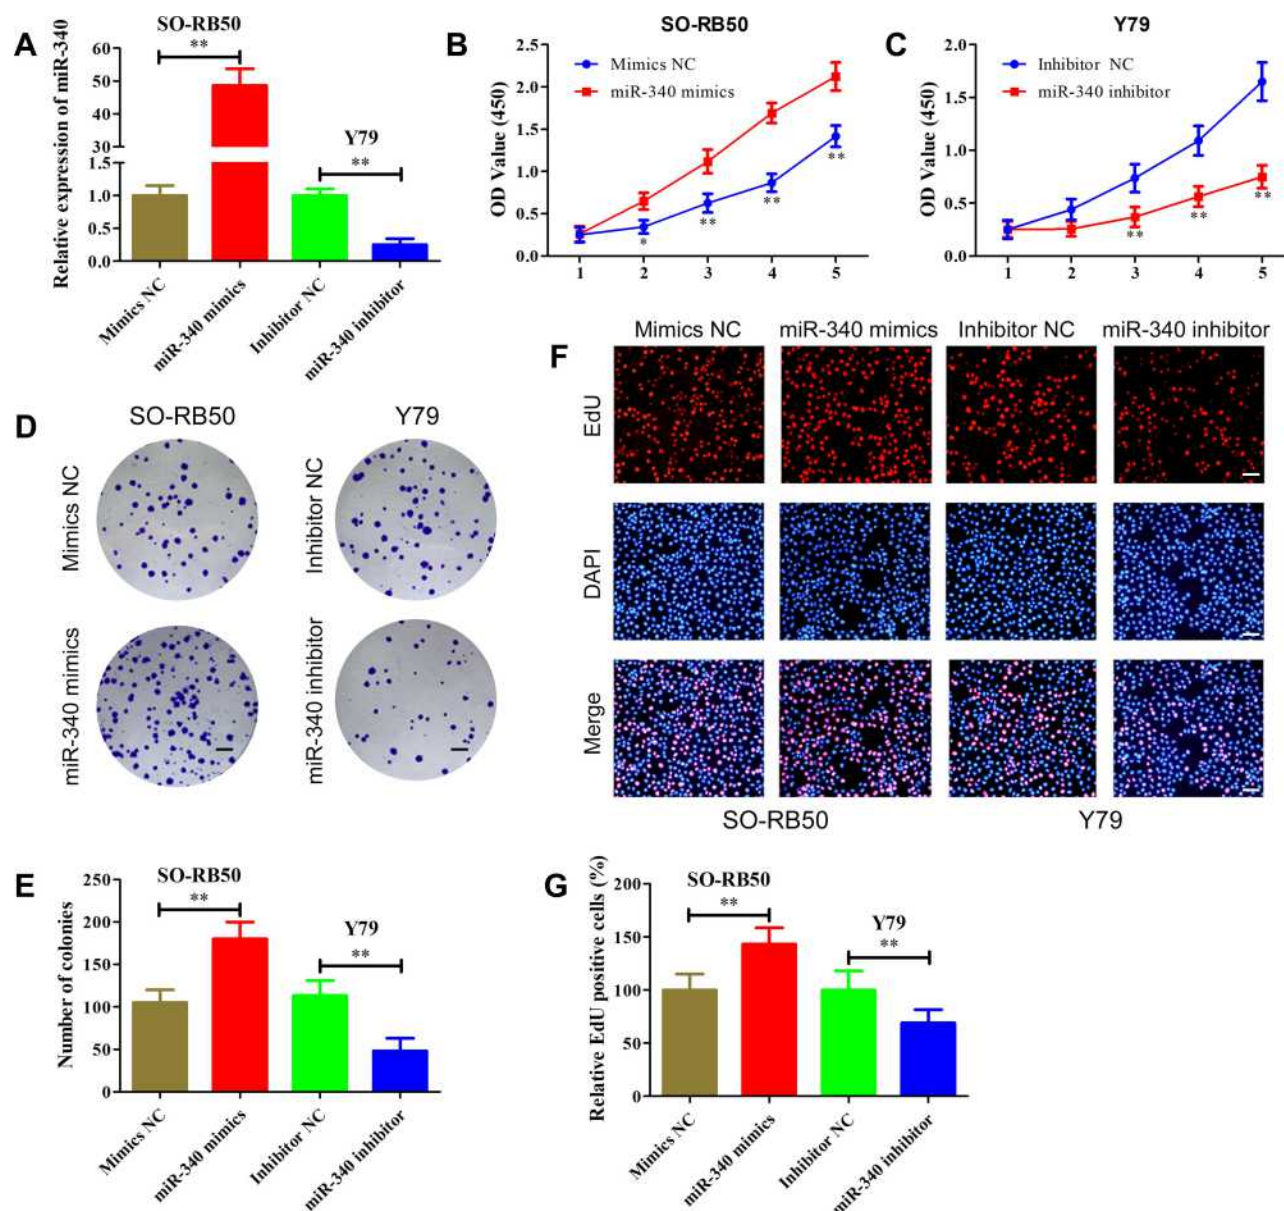 A
SO-RB50
**
Y79
**
Relative expression of miR-340
60
50
40
30
1.5
1.0
0.5
0.0
Mimics NC
miR-340 mimics
Inhibitor NC
miR-340 inhibitor
B
SO-RB50
Mimics NC
miR-340 mimics
OD Value (450)
2.5
2.0
1.5
1.0
0.5
0.0
*
**
**
**
1 2 3 4 5
C
Y79
Inhibitor NC
miR-340 inhibitor
OD Value (450)
2.0
1.5
1.0
0.5
0.0
**
**
**
1 2 3 4 5
D
SO-RB50 Y79
Mimics NC
Inhibitor NC
miR-340 mimics
miR-340 inhibitor
F
Mimics NC miR-340 mimics Inhibitor NC miR-340 inhibitor
EdU
DAPI
Merge
SO-RB50 Y79
E
SO-RB50
**
Y79
**
Number of colonies
250
200
150
100
50
0
Mimics NC
miR-340 mimics
Inhibitor NC
miR-340 inhibitor
G
SO-RB50
**
Y79
**
Relative EdU positive cells (%)
200
150
100
50
0
Mimics NC
miR-340 mimics
Inhibitor NC
miR-340 inhibitor